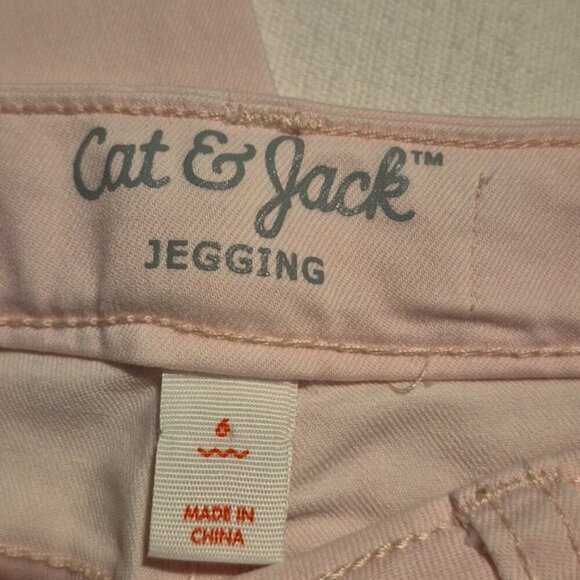 Cat & Jack™
JEGGING
6
MADE IN
CHINA